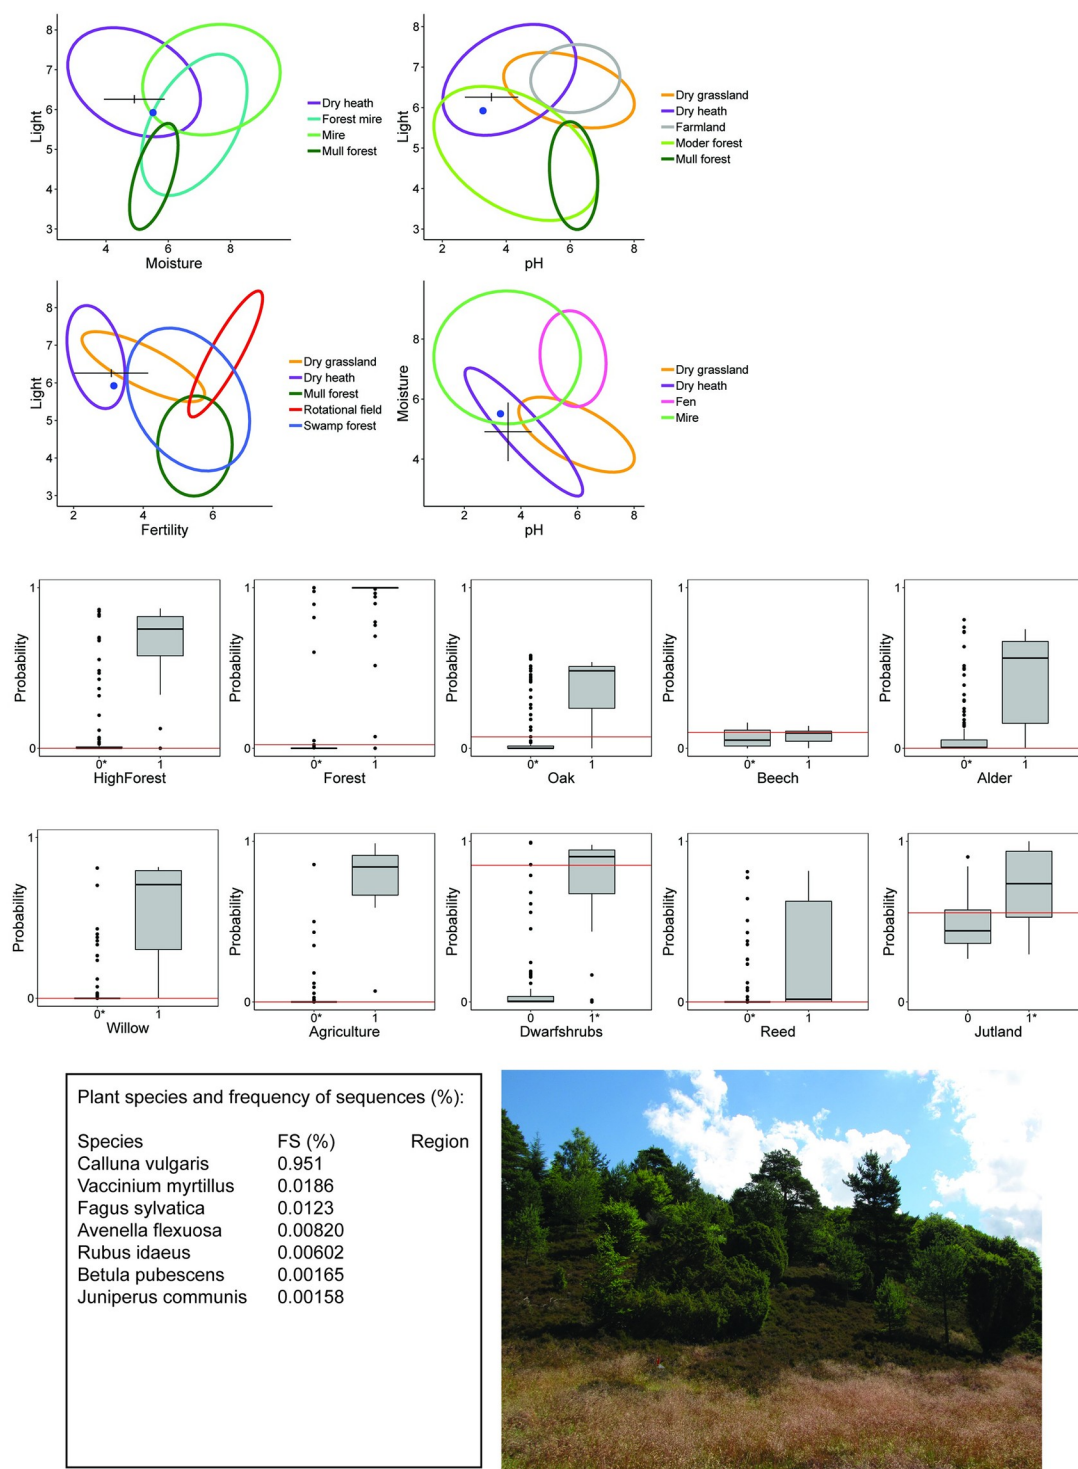 8
7
6
5
4
3
Light
4
6
8
Moisture
Dry heath
Forest mire
Mire
Mull forest
8
7
6
5
4
3
Light
2
4
6
8
pH
Dry grassland
Dry heath
Farmland
Moder forest
Mull forest
8
7
6
5
4
3
Light
2
4
6
Fertility
Dry grassland
Dry heath
Mull forest
Rotational field
Swamp forest
8
6
4
Moisture
2
4
6
8
pH
Dry grassland
Dry heath
Fen
Mire
1
0
Probability
0*
1
HighForest
1
0
Probability
0*
1
Forest
1
0
Probability
0*
1
Oak
1
0
Probability
0*
1
Beech
1
0
Probability
0*
1
Alder
1
0
Probability
0*
1
Willow
1
0
Probability
0*
1
Agriculture
1
0
Probability
0
1*
Dwarfshrubs
1
0
Probability
0*
1
Reed
1
0
Probability
0
1*
Jutland
Plant species and frequency of sequences (%):
Species FS (%) Region
Calluna vulgaris 0.951
Vaccinium myrtillus 0.0186
Fagus sylvatica 0.0123
Avenella flexuosa 0.00820
Rubus idaeus 0.00602
Betula pubescens 0.00165
Juniperus communis 0.00158